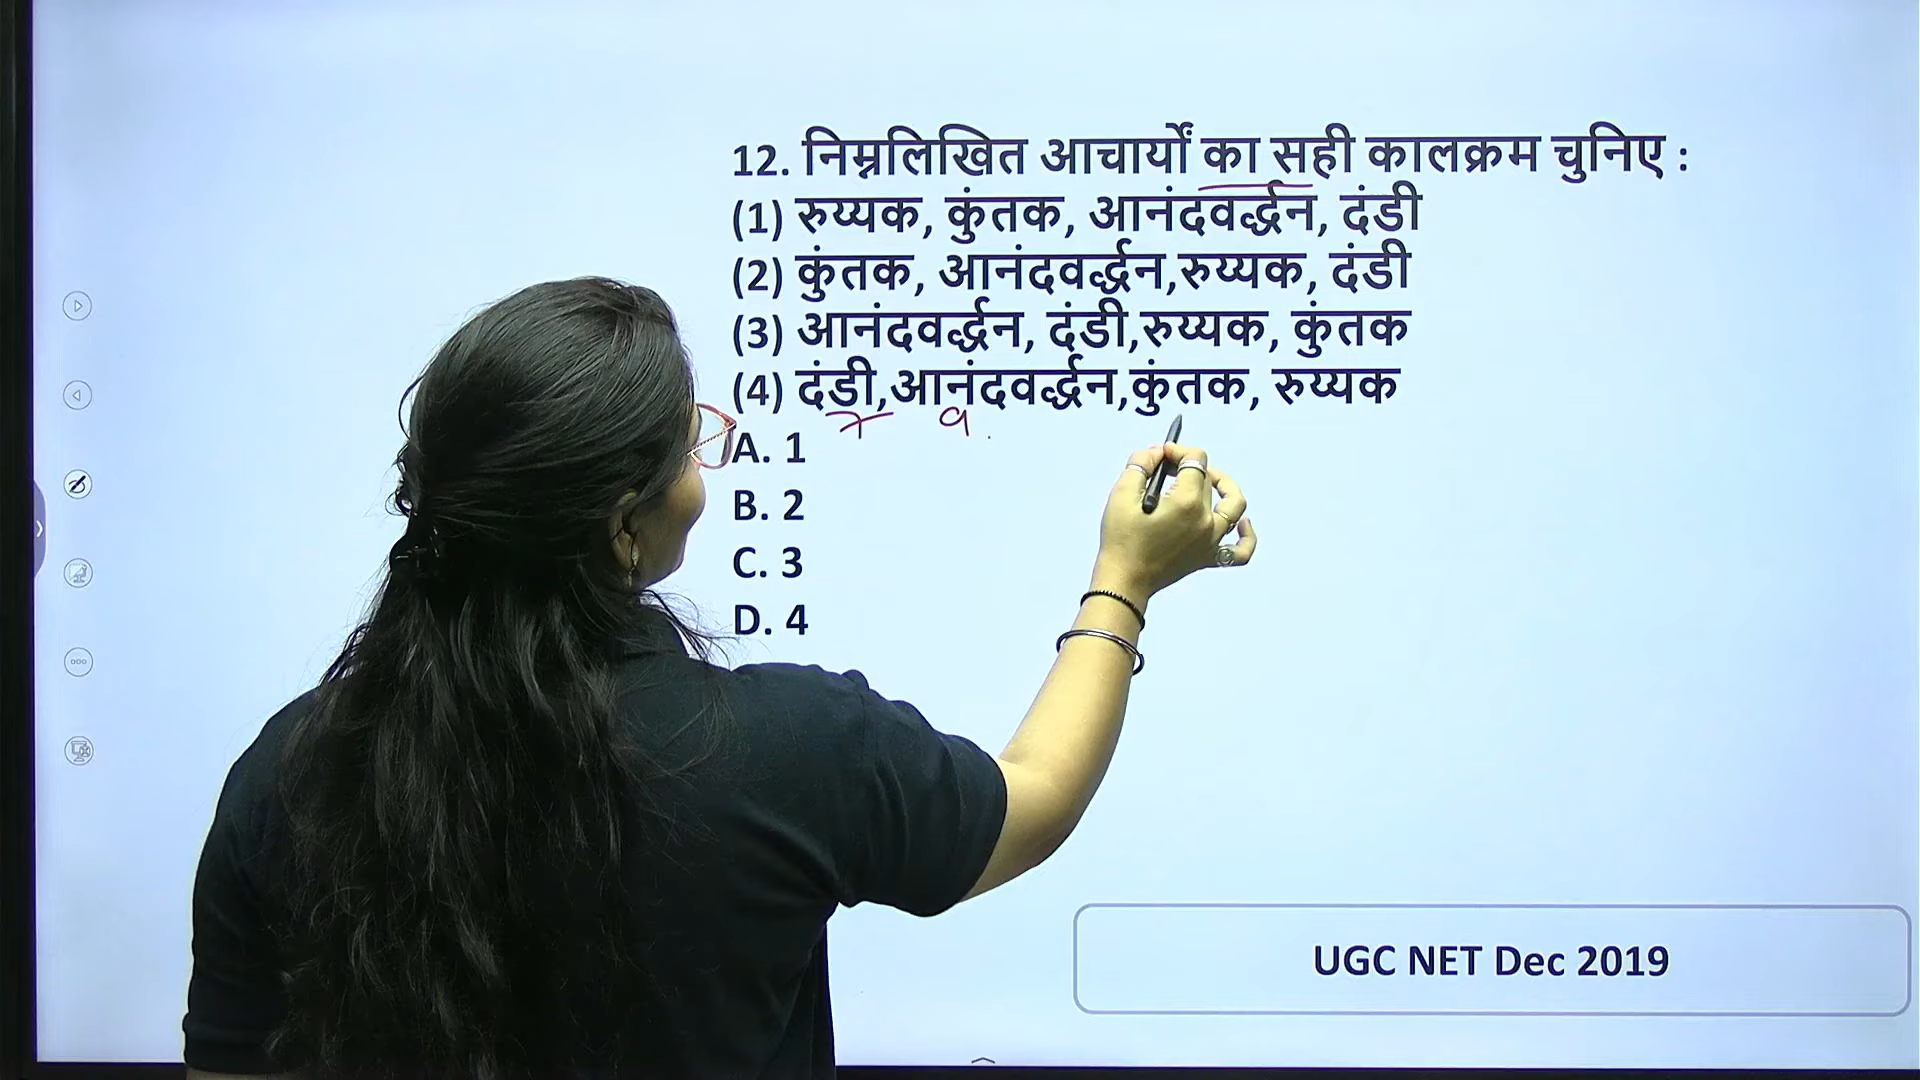 12. निम्नलिखित आचार्यों का सही कालक्रम चुनिए :
(1) रुय्यक, कुंतक, आनंदवर्द्धन, दंडी
(2) कुंतक, आनंदवर्द्धन,रुय्यक, दंडी
(3) आनंदवर्द्धन, दंडी,रुय्यक, कुंतक
(4) दंडी,आनंदवर्द्धन,कुंतक, रुय्यक
7 9
A. 1
B. 2
C. 3
D. 4
UGC NET Dec 2019